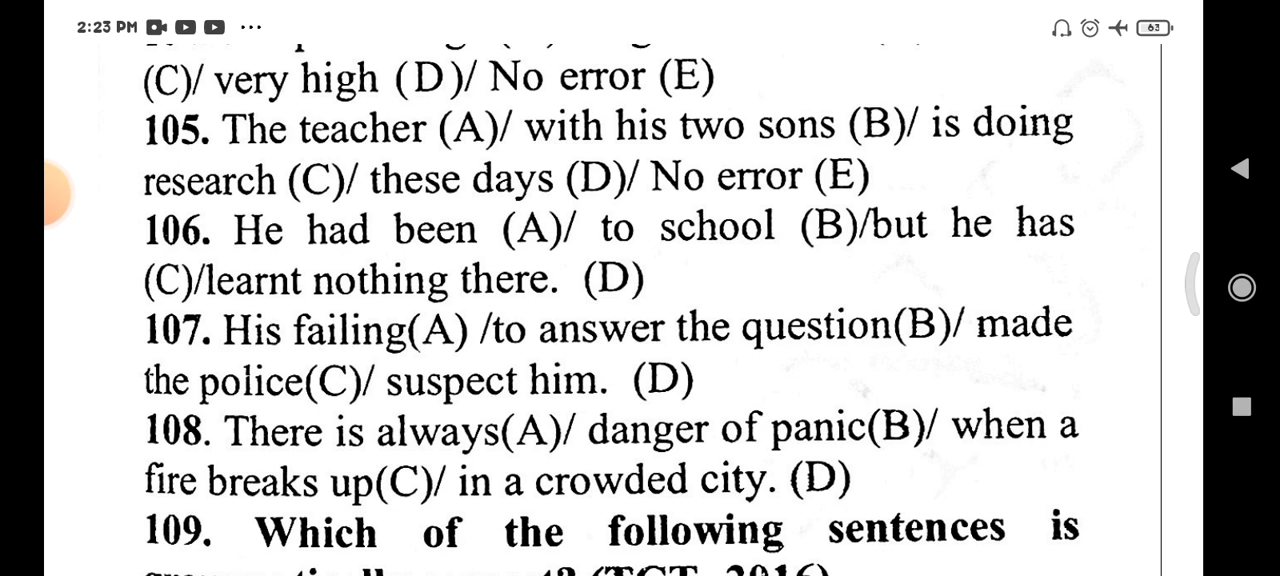 2:23 PM ... 63
(C)/ very high (D)/ No error (E)
105. The teacher (A)/ with his two sons (B)/ is doing
research (C)/ these days (D)/ No error (E)
106. He had been (A)/ to school (B)/but he has
(C)/learnt nothing there. (D)
107. His failing(A) /to answer the question(B)/ made
the police(C)/ suspect him. (D)
108. There is always(A)/ danger of panic(B)/ when a
fire breaks up(C)/ in a crowded city. (D)
109. Which of the following sentences is
(TGT 2016)